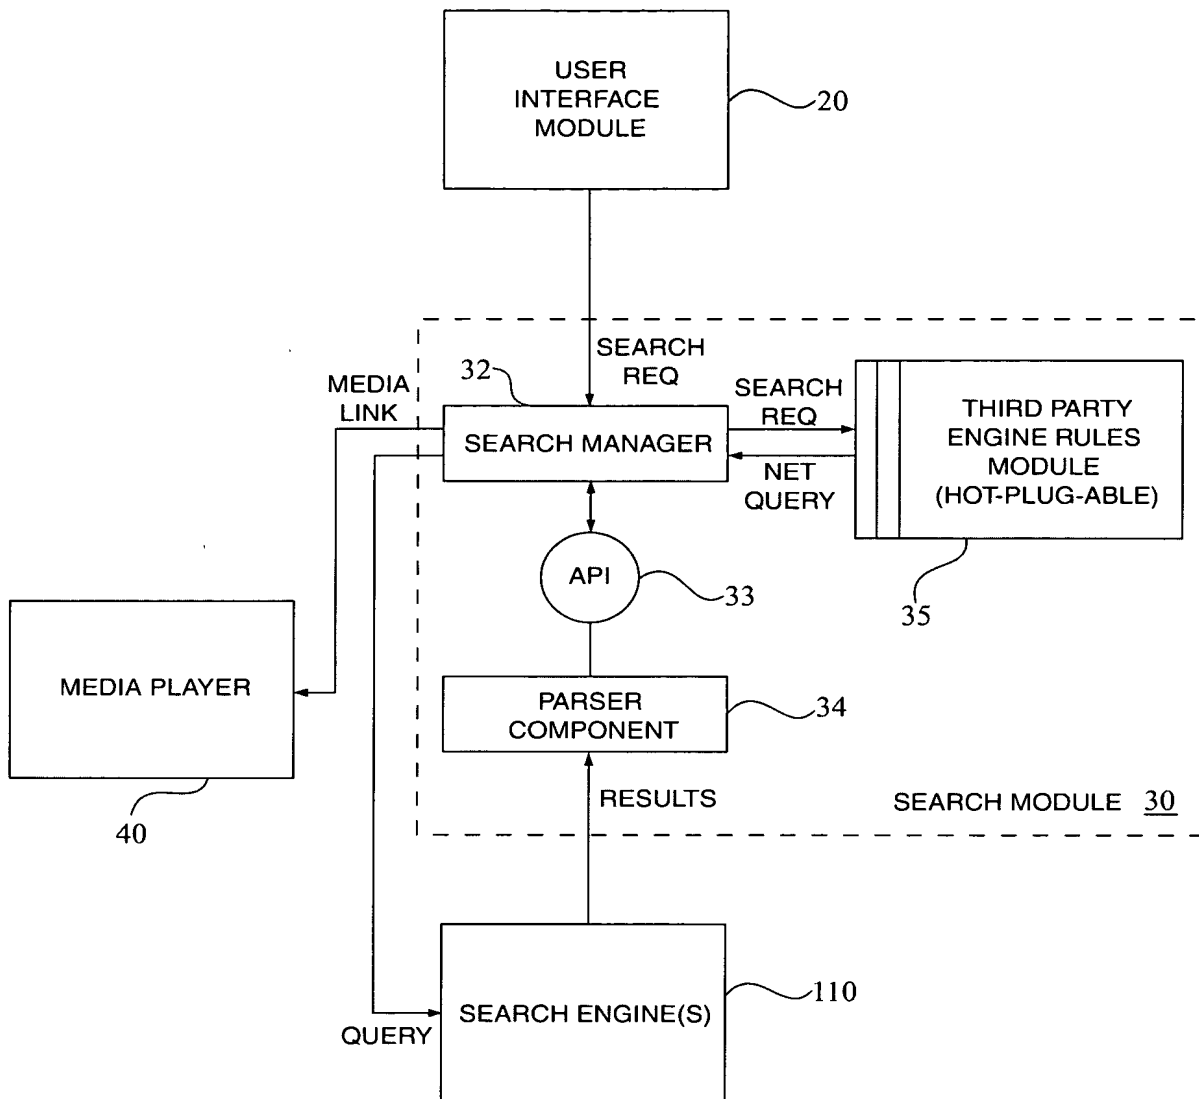 USER
INTERFACE
MODULE
20
SEARCH
REQ
32
MEDIA
LINK
SEARCH MANAGER
SEARCH
REQ
NET
QUERY
THIRD PARTY
ENGINE RULES
MODULE
(HOT-PLUG-ABLE)
35
API
33
MEDIA PLAYER
40
PARSER
COMPONENT
34
RESULTS
SEARCH MODULE 30
SEARCH ENGINE(S)
110
QUERY